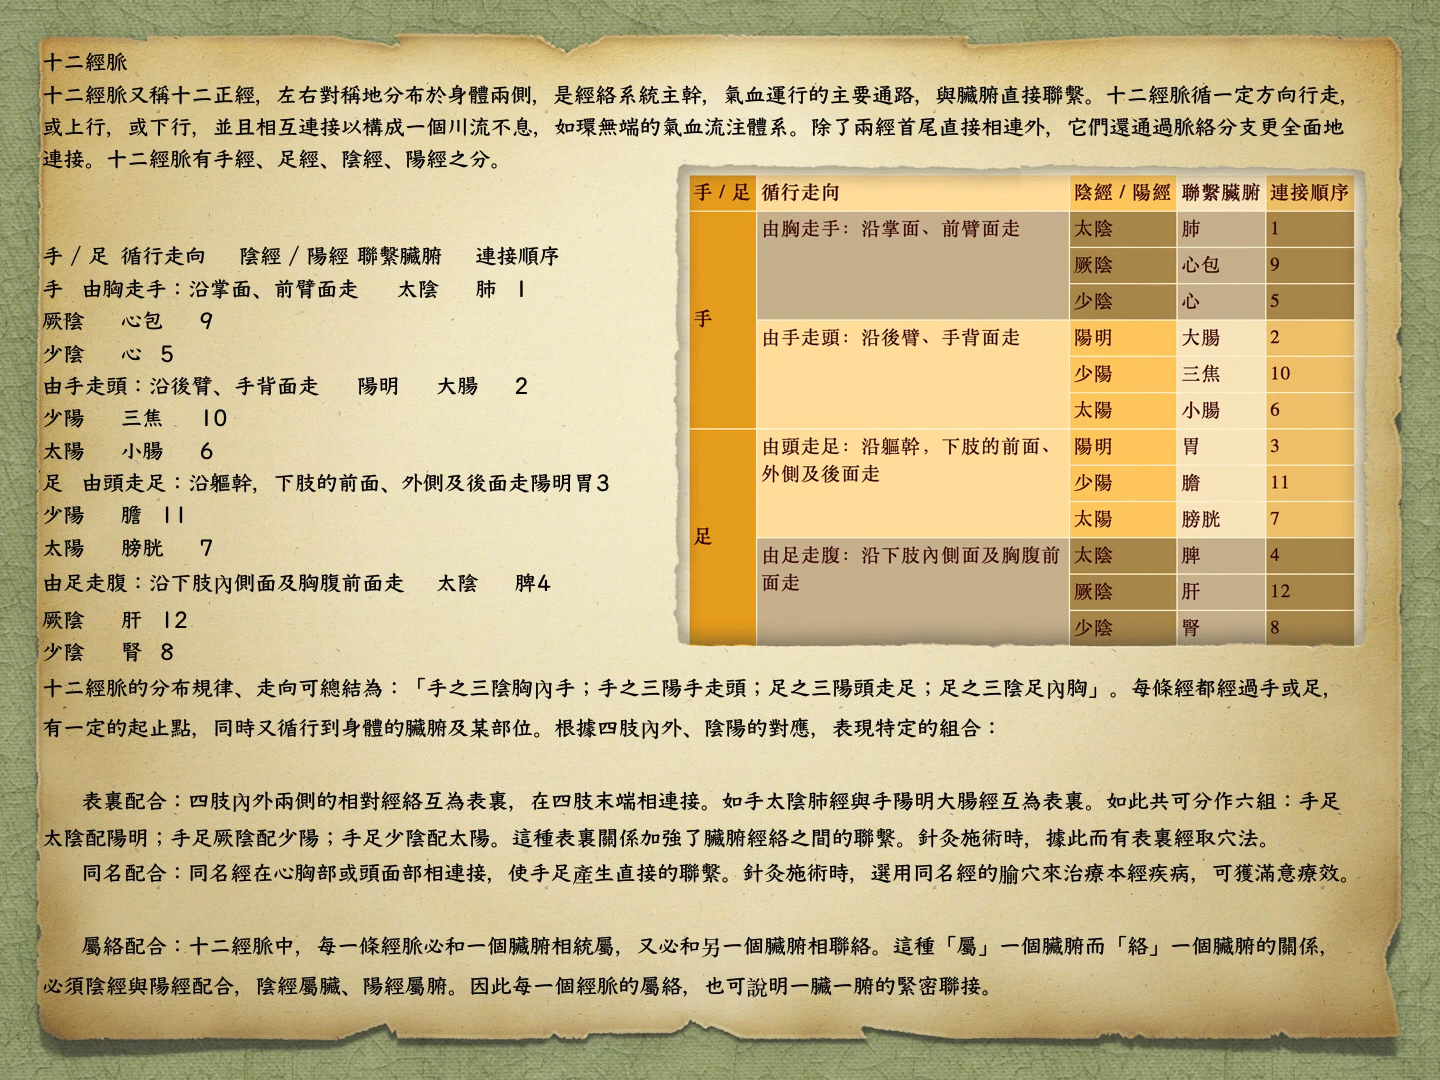 十二經脈
十二經脈又稱十二正經，左右對稱地分布於身體兩側，是經絡系統主幹，氣血運行的主要通路，與臟腑直接聯繫。十二經脈循一定方向行走，
或上行，或下行，並且相互連接以構成一個川流不息，如環無端的氣血流注體系。除了兩經首尾直接相連外，它們還通過脈絡分支更全面地
連接。十二經脈有手經、足經、陰經、陽經之分。
手 / 足 循行走向 陰經 / 陽經 聯繫臟腑 連接順序
手 由胸走手：沿掌面、前臂面走 太陰 肺 1
厥陰 心包 9
少陰 心 5
由手走頭：沿後臂、手背面走 陽明 大腸 2
少陽 三焦 10
太陽 小腸 6
足 由頭走足：沿軀幹，下肢的前面、外側及後面走陽明胃3
少陽 膽 11
太陽 膀胱 7
由足走腹：沿下肢內側面及胸腹前面走 太陰 脾4
厥陰 肝 12
少陰 腎 8
手 / 足 循行走向 陰經 / 陽經 聯繫臟腑 連接順序
手 由胸走手：沿掌面、前臂面走 太陰 肺 1
厥陰 心包 9
少陰 心 5
由手走頭：沿後臂、手背面走 陽明 大腸 2
少陽 三焦 10
太陽 小腸 6
足 由頭走足：沿軀幹，下肢的前面、 陽明 胃 3
外側及後面走
少陽 膽 11
太陽 膀胱 7
由足走腹：沿下肢內側面及胸腹前 太陰 脾 4
面走
厥陰 肝 12
少陰 腎 8
十二經脈的分布規律、走向可總結為：「手之三陰胸內手；手之三陽手走頭；足之三陽頭走足；足之三陰足內胸」。每條經都經過手或足，
有一定的起止點，同時又循行到身體的臟腑及某部位。根據四肢內外、陰陽的對應，表現特定的組合：
表裏配合：四肢內外兩側的相對經絡互為表裏，在四肢末端相連接。如手太陰肺經與手陽明大腸經互為表裏。如此共可分作六組：手足
太陰配陽明；手足厥陰配少陽；手足少陰配太陽。這種表裏關係加強了臟腑經絡之間的聯繫。針灸施術時，據此而有表裏經取穴法。
同名配合：同名經在心胸部或頭面部相連接，使手足產生直接的聯繫。針灸施術時，選用同名經的腧穴來治療本經疾病，可獲滿意療效。
屬絡配合：十二經脈中，每一條經脈必和一個臟腑相統屬，又必和另一個臟腑相聯絡。這種「屬」一個臟腑而「絡」一個臟腑的關係，
必須陰經與陽經配合，陰經屬臟、陽經屬腑。因此每一個經脈的屬絡，也可說明一臟一腑的緊密聯接。